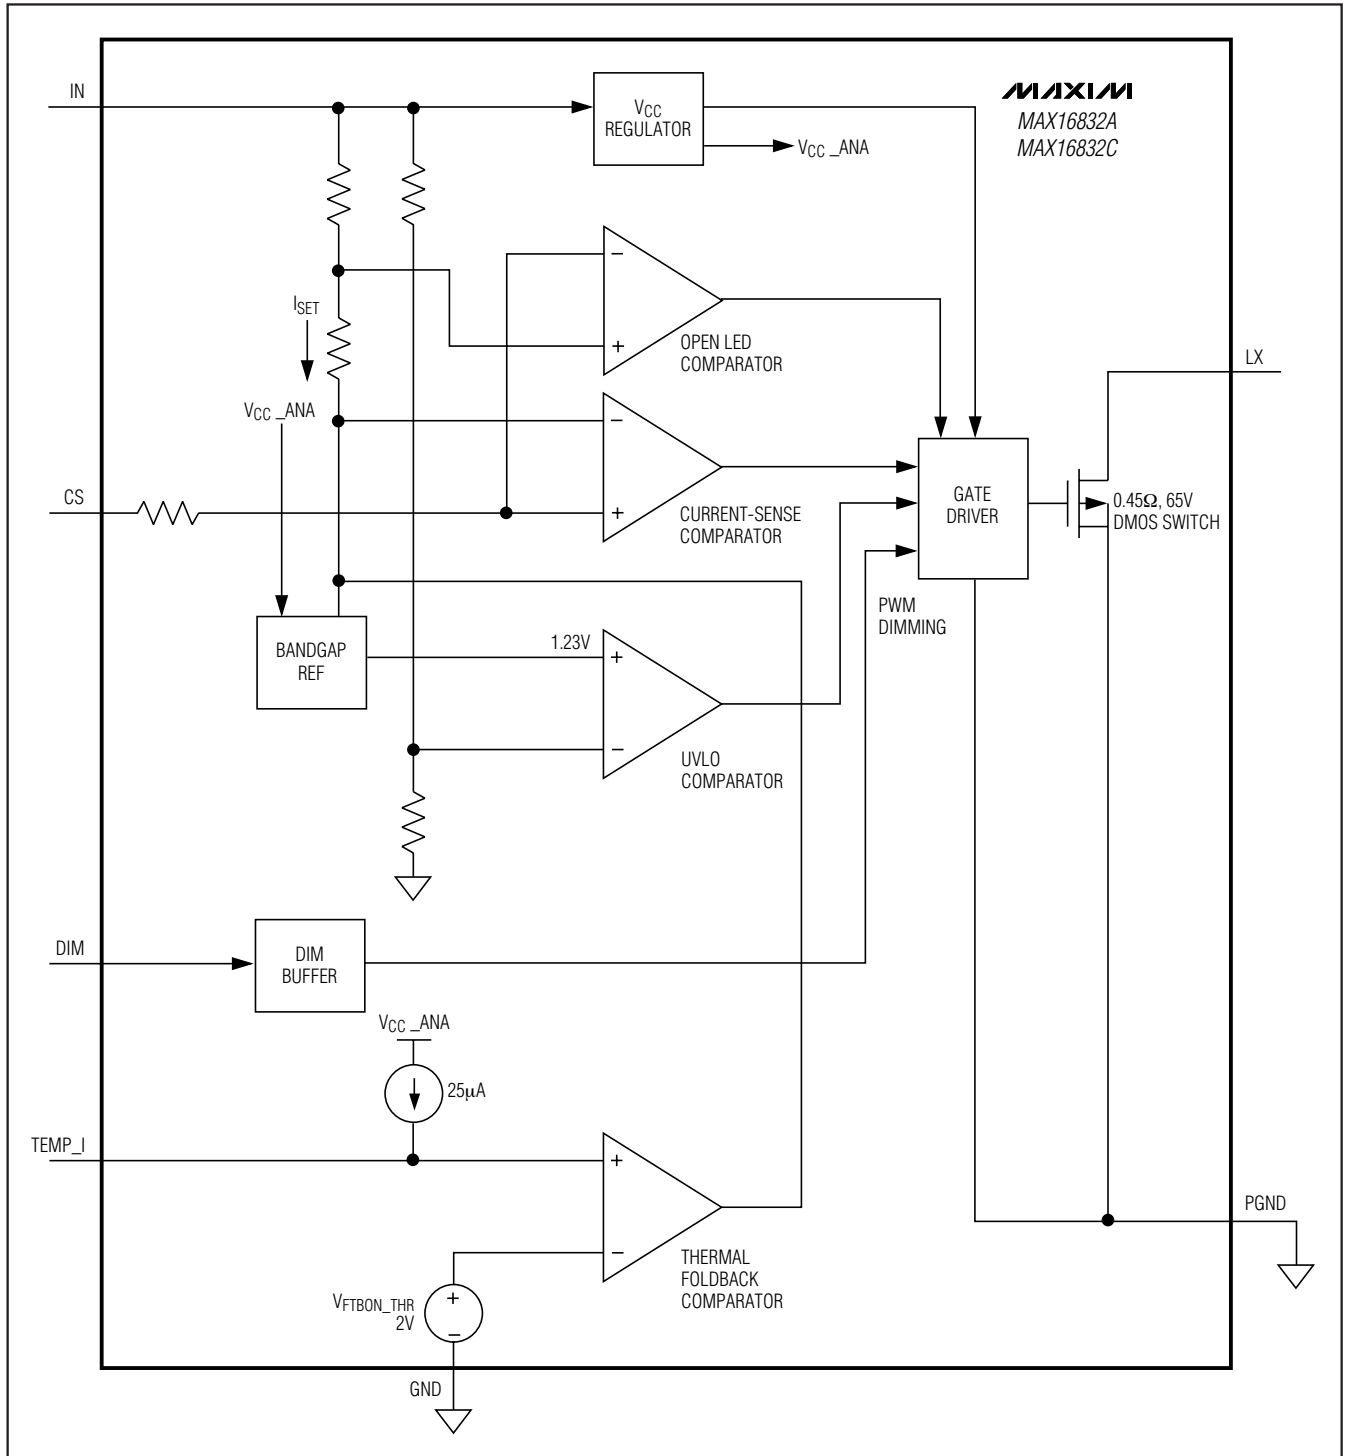 IN
VCC
REGULATOR
VCC _ANA
MAXIM
MAX16832A
MAX16832C
−
+
OPEN LED
COMPARATOR
ISET
VCC _ANA
−
+
CURRENT-SENSE
COMPARATOR
CS
LX
GATE
DRIVER
0.45Ω, 65V
DMOS SWITCH
PWM
DIMMING
BANDGAP
REF
1.23V
+
−
UVLO
COMPARATOR
DIM
DIM
BUFFER
VCC _ANA
25µA
TEMP_I
+
−
THERMAL
FOLDBACK
COMPARATOR
VFTBON_THR
2V
+
−
GND
PGND